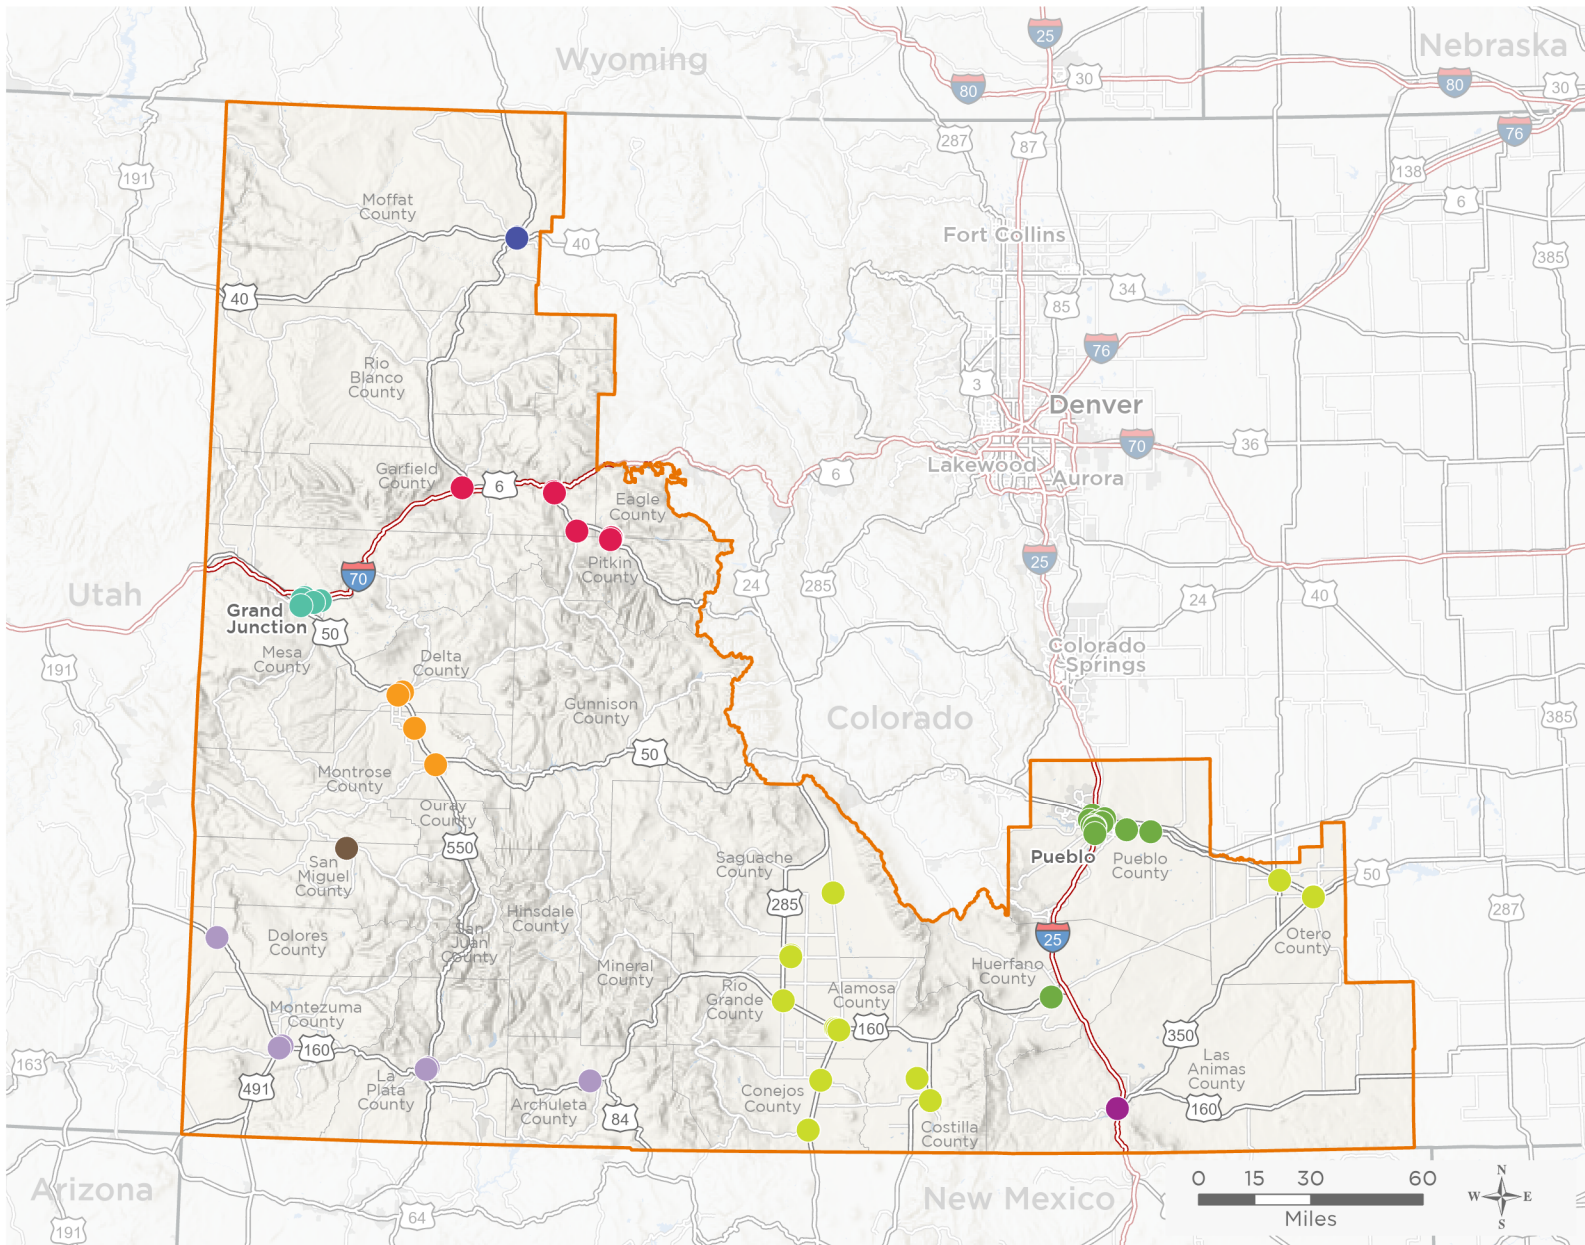 Wyoming
Nebraska
25
80
30
80
30
76
287
87
138
191
6
Moffat
County
Fort Collins
40
385
40
34
85
76
Rio
Blanco
County
3
Denver
70
36
Garfield
County
6
Lakewood
Aurora
6
Eagle
County
25
Pitkin
County
70
24
285
24
40
Utah
Grand
Junction
50
Mesa
County
Delta
County
Colorado
Springs
191
Gunnison
County
Colorado
385
50
Montrose
County
Ouray
County
550
San
Miguel
County
Saguache
County
Pueblo
Pueblo
County
50
285
287
Hinsdale
County
San
Juan
County
Dolores
County
25
Otero
County
Mineral
County
Rio
Grande
County
Alamosa
County
Huerfano
County
Montezuma
County
160
160
350
163
491
La
Plata
County
Archuleta
County
84
Conejos
County
Costilla
County
Las
Animas
County
160
Arizona
191
64
New Mexico
0 15 30 60
Miles
N
W E
S